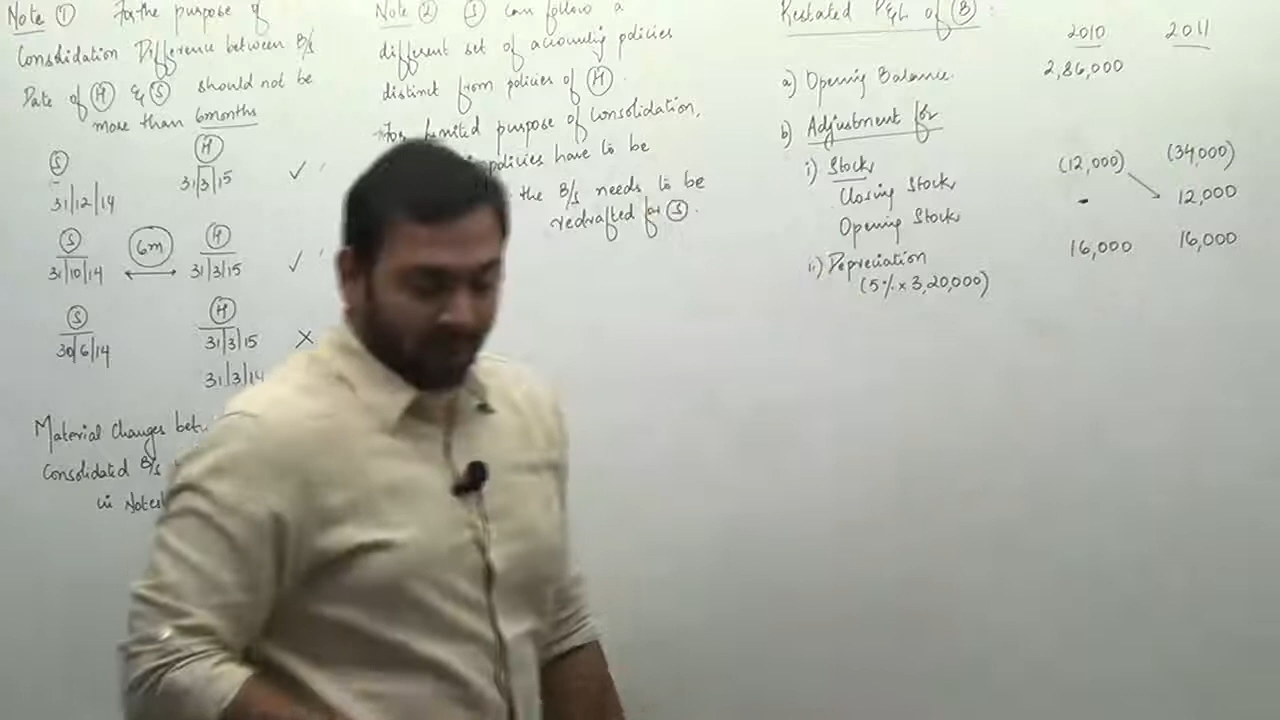 Note ① For the purpose of
Consolidation Difference between B/s
Date of Ⓗ & Ⓢ should not be
more than 6months
Ⓢ Ⓗ
31/12/14 31/3/15 ✓
Ⓢ 6m Ⓗ
31/10/14 31/3/15 ✓
Ⓢ Ⓗ
30/6/14 31/3/15 ×
31/3/14
Material Changes betw
Consolidated B/s
in Notes
Note ② Ⓢ can follow a
different set of accounting policies
distinct from policies of Ⓗ.
For limited purpose of consolidation,
policies have to be
the B/s needs to be
redrafted for Ⓢ.
Restated P&L of Ⓑ :
2010 2011
a) Opening Balance. 2,86,000
b) Adjustment for
i) Stock
Closing Stock (12,000) (34,000)
Opening Stock - 12,000
ii) Depreciation 16,000 16,000
(5% x 3,20,000)